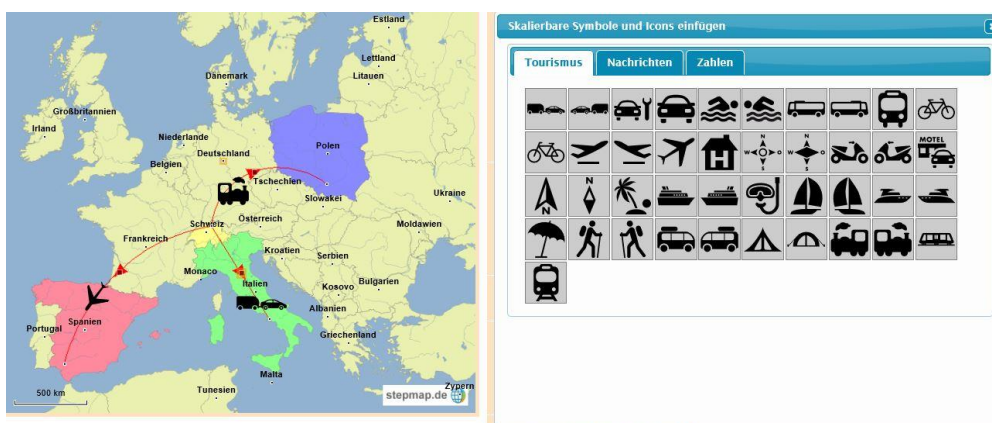 Estland
Lettland
Dänemark
Litauen
Großbritannien
Irland
Niederlande
Polen
Deutschland
Belgien
Tschechien
Ukraine
Slowakei
Österreich
Schweiz
Moldawien
Frankreich
Kroatien
Serbien
Monaco
Italien
Kosovo
Bulgarien
Albanien
Portugal
Spanien
Griechenland
Malta
Zypern
Tunesien
500 km
stepmap.de
Skalierbare Symbole und Icons einfügen
Tourismus Nachrichten Zahlen
H
N
W O
S
N
W O
S
MOTEL
N
N
S